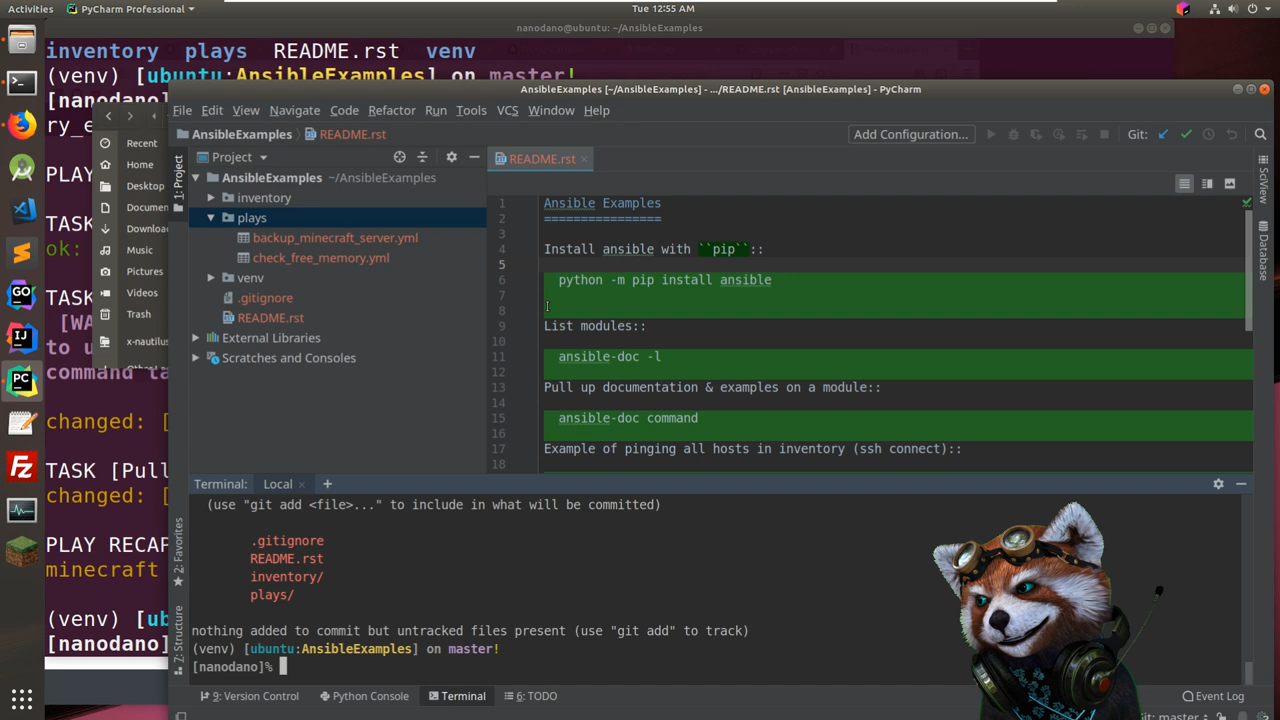 Activities
PyCharm Professional
Tue 12:55 AM
nanodano@ubuntu: ~/AnsibleExamples
inventory plays README.rst venv
(venv) [ubuntu:AnsibleExamples] on master!
[nanodano]
ry_e
PLAY
TASK
ok:
TASK
[WA
to u
command ta
changed: [
TASK [Pull
changed: [
PLAY RECAP
minecraft
(venv) [ub
[nanodano]
Recent
Home
Desktop
Documen
Downloa
Music
Pictures
Videos
Trash
x-nautilus
AnsibleExamples [~/AnsibleExamples] - .../README.rst [AnsibleExamples] - PyCharm
File Edit View Navigate Code Refactor Run Tools VCS Window Help
AnsibleExamples README.rst
Add Configuration...
Git:
1: Project
Project
AnsibleExamples ~/AnsibleExamples
inventory
plays
backup_minecraft_server.yml
check_free_memory.yml
venv
.gitignore
README.rst
External Libraries
Scratches and Consoles
README.rst
1 Ansible Examples
2 ================
3
4 Install ansible with ``pip``::
5
6 python -m pip install ansible
7
8
9 List modules::
10
11 ansible-doc -l
12
13 Pull up documentation & examples on a module::
14
15 ansible-doc command
16
17 Example of pinging all hosts in inventory (ssh connect)::
18
SciView
Database
Terminal: Local +
(use "git add <file>..." to include in what will be committed)
.gitignore
README.rst
inventory/
plays/
nothing added to commit but untracked files present (use "git add" to track)
(venv) [ubuntu:AnsibleExamples] on master!
[nanodano]%
2: Favorites
7: Structure
9: Version Control
Python Console
Terminal
6: TODO
Event Log
Git: master
GO
IJ
PC